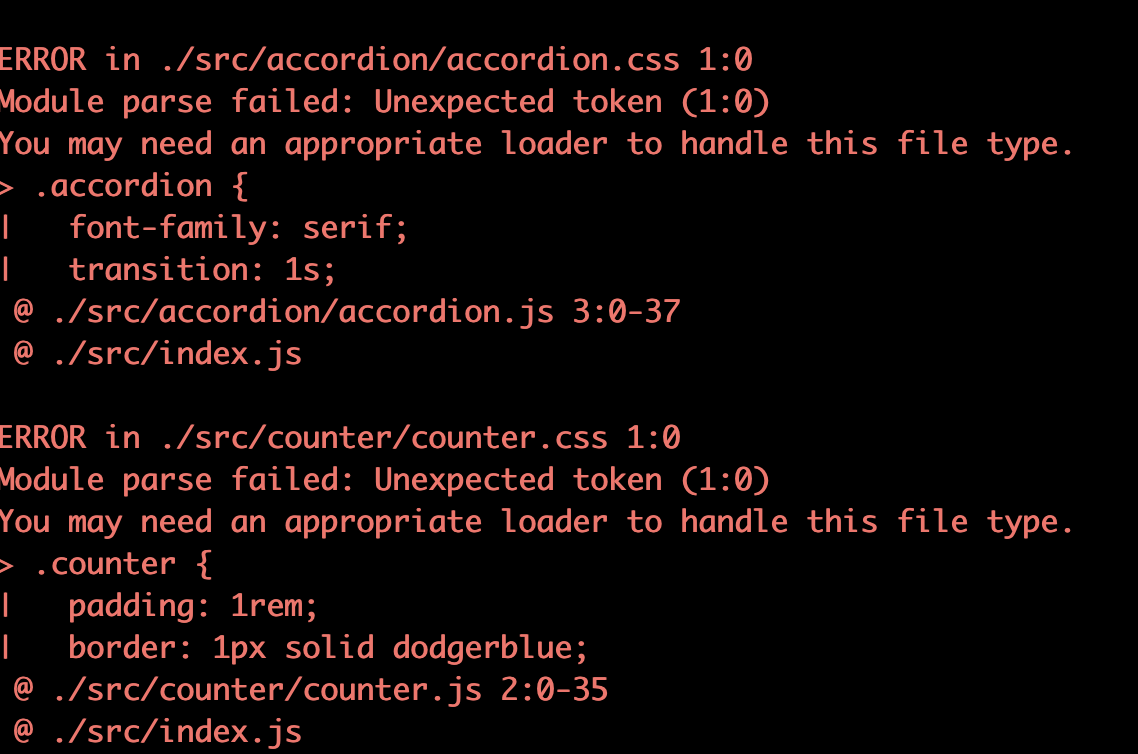 ERROR in ./src/accordion/accordion.css 1:0
Module parse failed: Unexpected token (1:0)
You may need an appropriate loader to handle this file type.
> .accordion {
|   font-family: serif;
|   transition: 1s;
 @ ./src/accordion/accordion.js 3:0-37
 @ ./src/index.js

ERROR in ./src/counter/counter.css 1:0
Module parse failed: Unexpected token (1:0)
You may need an appropriate loader to handle this file type.
> .counter {
|   padding: 1rem;
|   border: 1px solid dodgerblue;
 @ ./src/counter/counter.js 2:0-35
 @ ./src/index.js